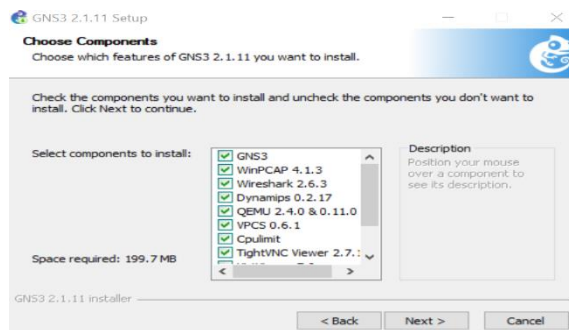 GNS3 2.1.11 Setup
Choose Components
Choose which features of GNS3 2.1.11 you want to install.
Check the components you want to install and uncheck the components you don't want to
install. Click Next to continue.
Select components to install:
GNS3
WinPCAP 4.1.3
Wireshark 2.6.3
Dynamips 0.2.17
QEMU 2.4.0 & 0.11.0
VPCS 0.6.1
Cpulimit
TightVNC Viewer 2.7.
Description
Position your mouse
over a component to
see its description.
Space required: 199.7 MB
GNS3 2.1.11 installer
< Back
Next >
Cancel